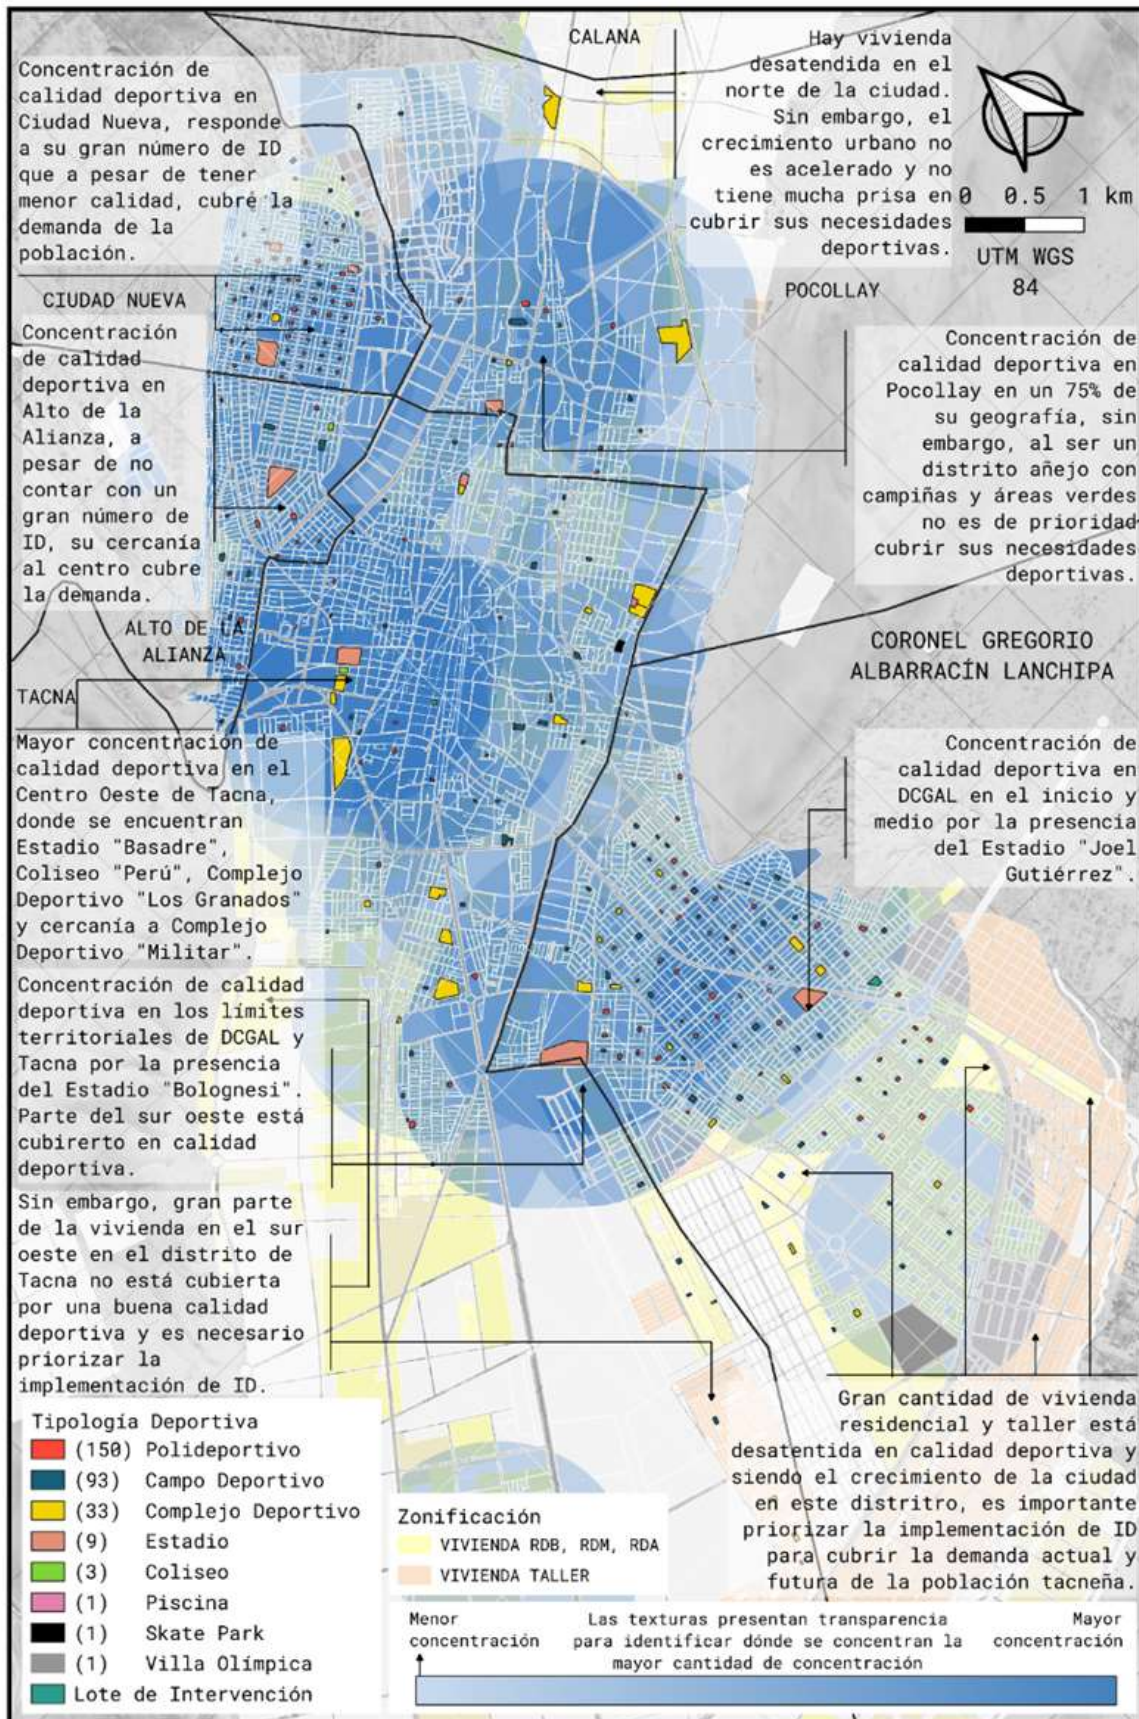 CALANA
Concentración de
calidad deportiva en
Ciudad Nueva, responde
a su gran número de ID
que a pesar de tener
menor calidad, cubre la
demanda de la
población.
Hay vivienda
desatendida en el
norte de la ciudad.
Sin embargo, el
crecimiento urbano no
es acelerado y no
tiene mucha prisa en
cubrir sus necesidades
deportivas.
0 0.5 1 km
UTM WGS
84
CIUDAD NUEVA
POCOLLAY
Concentración
de calidad
deportiva en
Alto de la
Alianza, a
pesar de no
contar con un
gran número de
ID, su cercanía
al centro cubre
la demanda.
Concentración de
calidad deportiva en
Pocollay en un 75% de
su geografía, sin
embargo, al ser un
distrito añejo con
campiñas y áreas verdes
no es de prioridad
cubrir sus necesidades
deportivas.
ALTO DE LA
ALIANZA
CORONEL GREGORIO
ALBARRACÍN LANCHIPA
TACNA
Mayor concentración de
calidad deportiva en el
Centro Oeste de Tacna,
donde se encuentran
Estadio "Basadre",
Coliseo "Perú", Complejo
Deportivo "Los Granados"
y cercanía a Complejo
Deportivo "Militar".
Concentración de
calidad deportiva en
DCGAL en el inicio y
medio por la presencia
del Estadio "Joel
Gutiérrez".
Concentración de calidad
deportiva en los límites
territoriales de DCGAL y
Tacna por la presencia
del Estadio "Bolognesi".
Parte del sur oeste está
cubirerto en calidad
deportiva.
Sin embargo, gran parte
de la vivienda en el sur
oeste en el distrito de
Tacna no está cubierta
por una buena calidad
deportiva y es necesario
priorizar la
implementación de ID.
Gran cantidad de vivienda
residencial y taller está
desatentida en calidad deportiva y
siendo el crecimiento de la ciudad
en este distritro, es importante
priorizar la implementación de ID
para cubrir la demanda actual y
futura de la población tacneña.
Tipología Deportiva
(150) Polideportivo
(93) Campo Deportivo
(33) Complejo Deportivo
(9) Estadio
(3) Coliseo
(1) Piscina
(1) Skate Park
(1) Villa Olímpica
Lote de Intervención
Zonificación
VIVIENDA RDB, RDM, RDA
VIVIENDA TALLER
Menor
concentración
Las texturas presentan transparencia
para identificar dónde se concentran la
mayor cantidad de concentración
Mayor
concentración